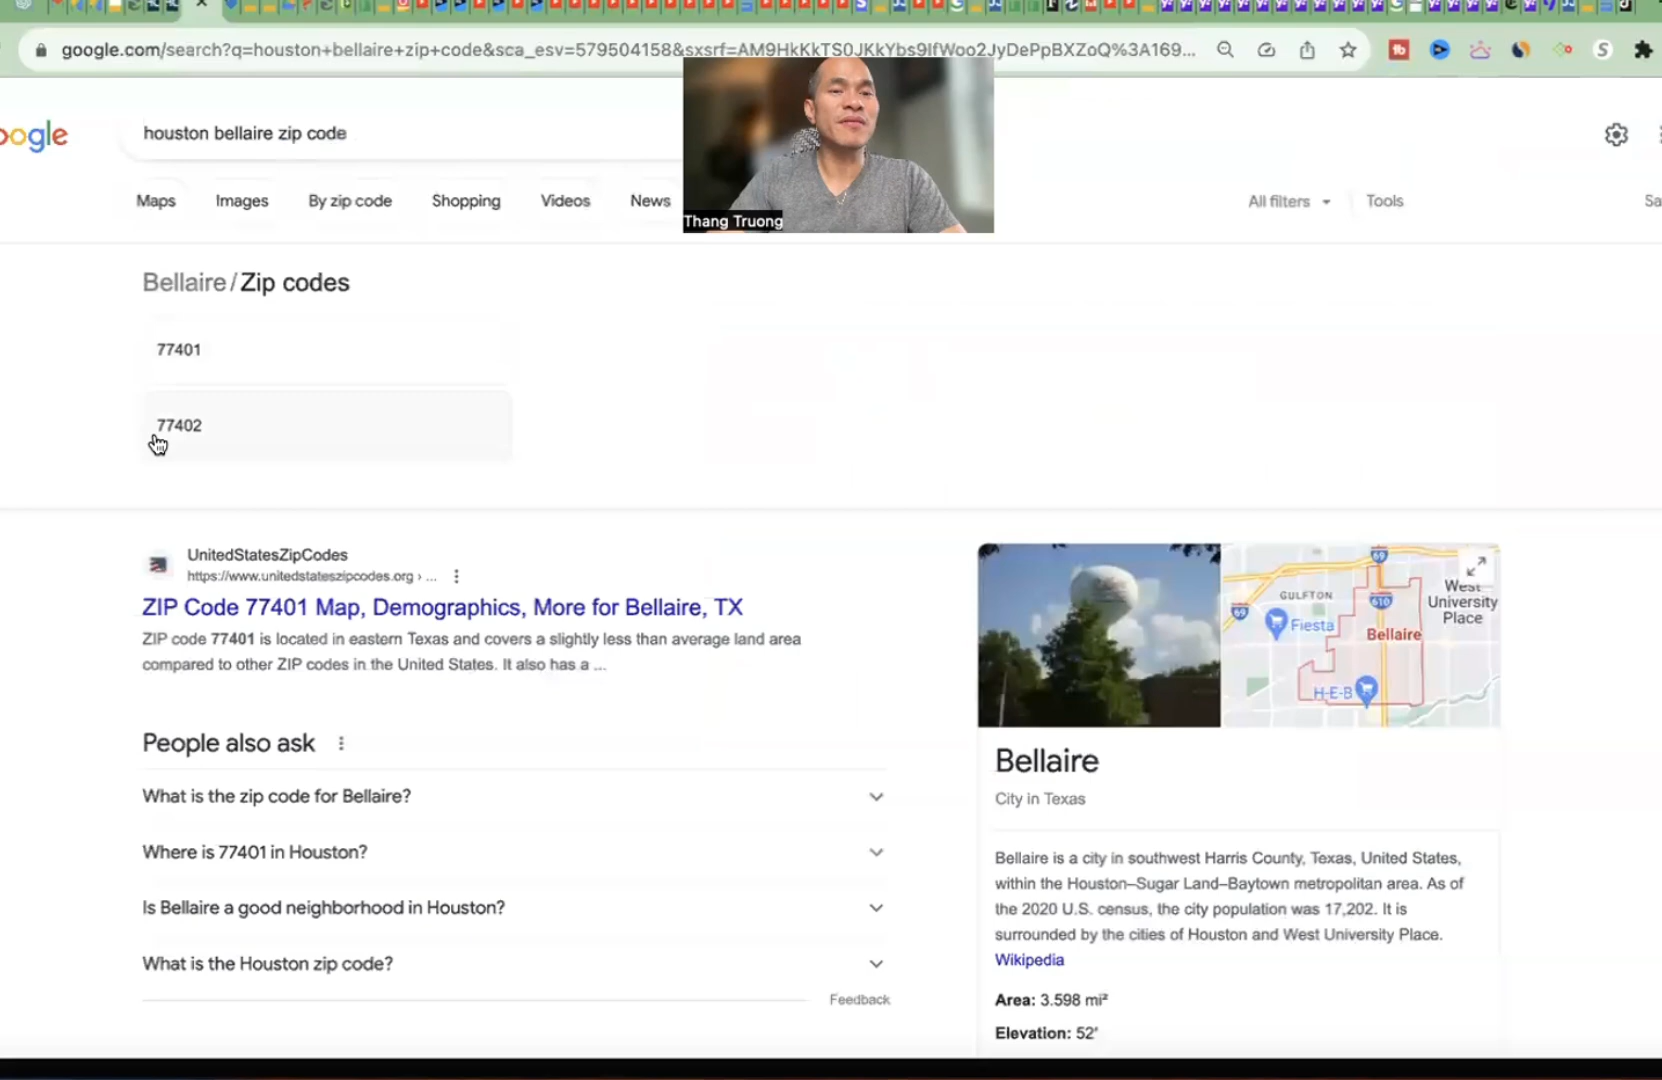 google.com/search?q=houston+bellaire+zip+code&sca_esv=579504158&sxsrf=AM9HkKkTS0JKkYbs9IfWoo2JyDePpBXZoQ%3A169...
oogle
houston bellaire zip code
Maps
Images
By zip code
Shopping
Videos
News
Thang Truong
All filters
Tools
Sa
Bellaire / Zip codes
77401
77402
UnitedStatesZipCodes
https://www.unitedstateszipcodes.org › ...
ZIP Code 77401 Map, Demographics, More for Bellaire, TX
ZIP code 77401 is located in eastern Texas and covers a slightly less than average land area
compared to other ZIP codes in the United States. It also has a ...
People also ask
What is the zip code for Bellaire?
Where is 77401 in Houston?
Is Bellaire a good neighborhood in Houston?
What is the Houston zip code?
Feedback
69
GULFTON
610
West
University
Place
69
Fiesta
Bellaire
H-E-B
Bellaire
City in Texas
Bellaire is a city in southwest Harris County, Texas, United States,
within the Houston–Sugar Land–Baytown metropolitan area. As of
the 2020 U.S. census, the city population was 17,202. It is
surrounded by the cities of Houston and West University Place.
Wikipedia
Area: 3.598 mi²
Elevation: 52′